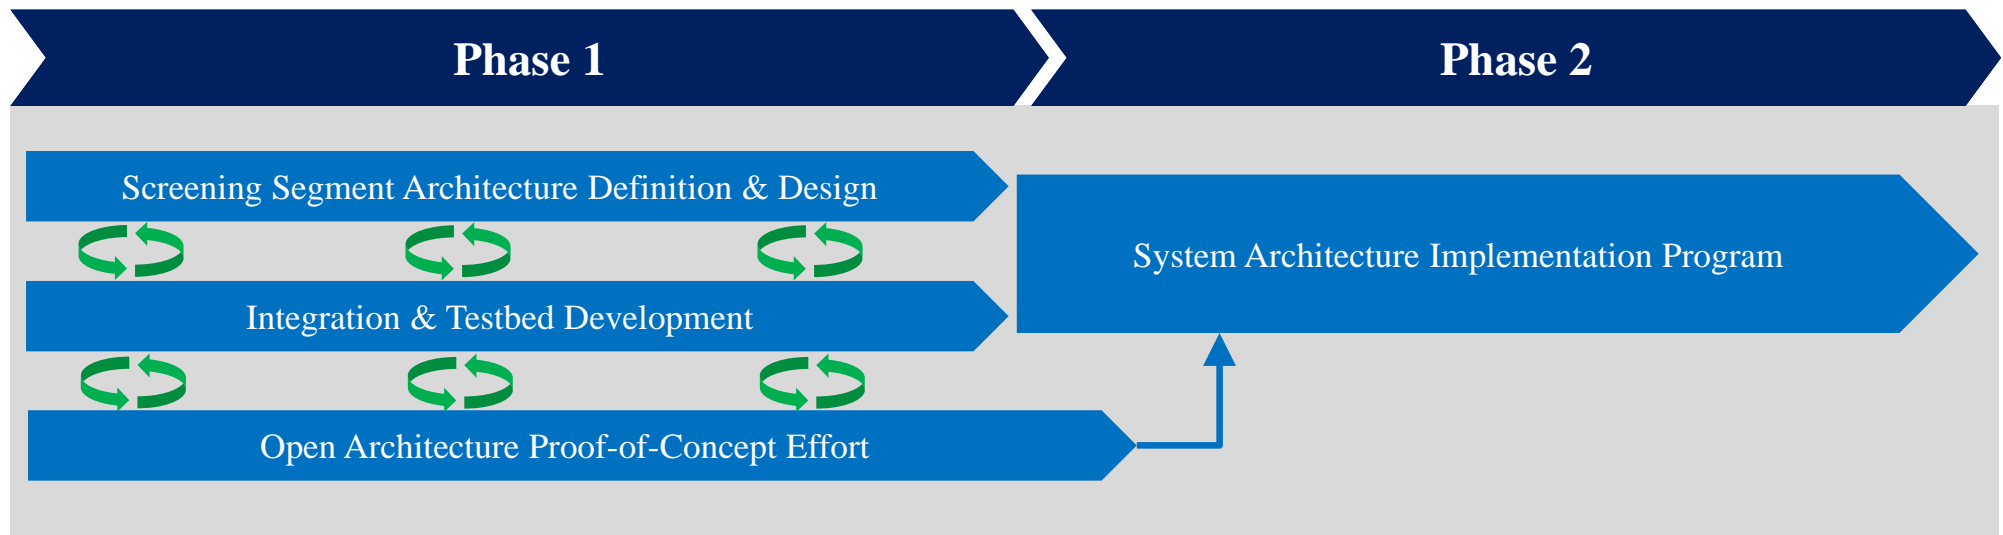 Phase 1
Phase 2
Screening Segment Architecture Definition & Design
System Architecture Implementation Program
Integration & Testbed Development
Open Architecture Proof-of-Concept Effort